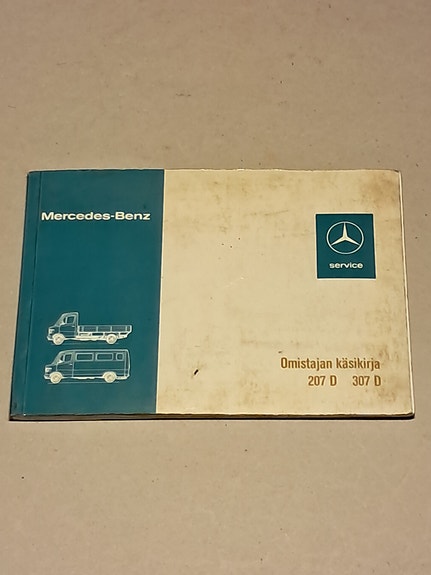 Mercedes-Benz
service
Omistajan käsikirja
207 D 307 D